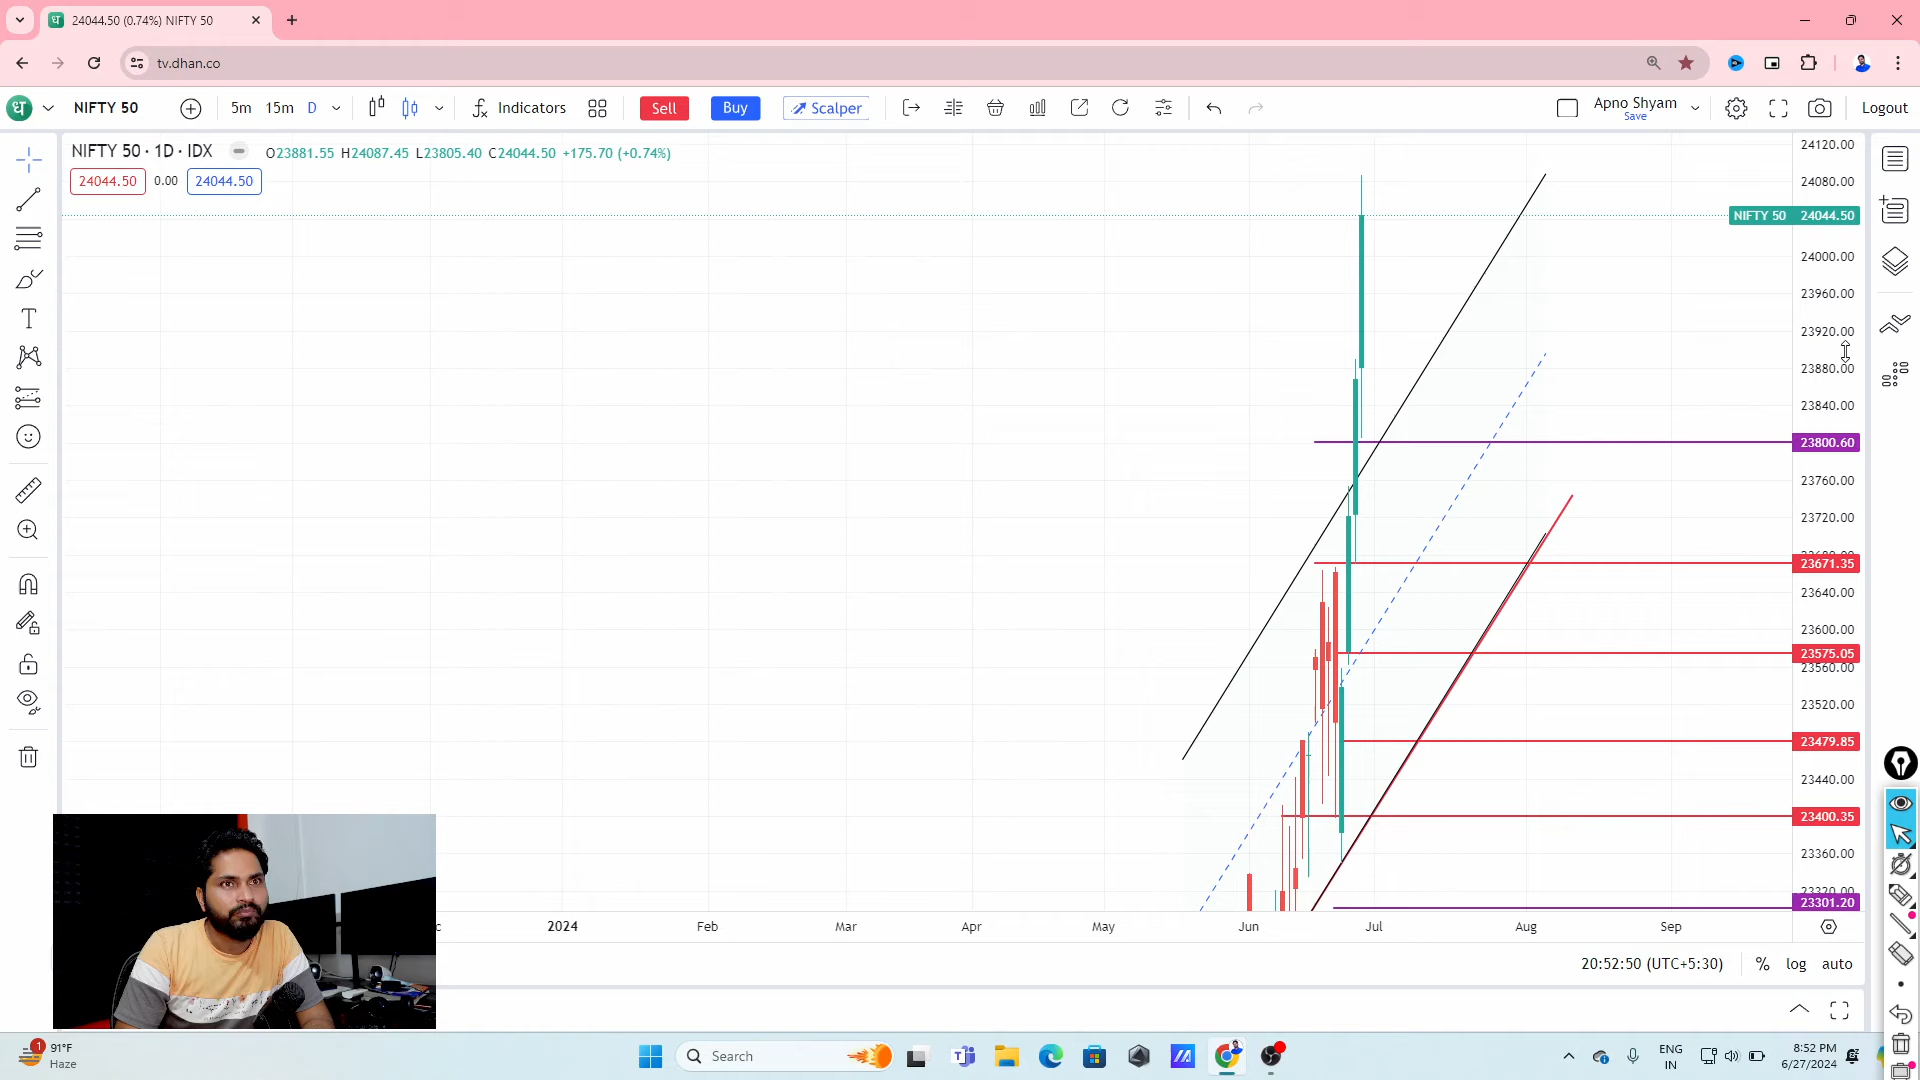 24044.50 (0.74%) NIFTY 50
tv.dhan.co
NIFTY 50
5m 15m D
Indicators
Sell
Buy
Scalper
Apno Shyam
Save
Logout
NIFTY 50 · 1D · IDX
O23881.55 H24087.45 L23805.40 C24044.50 +175.70 (+0.74%)
24044.50
0.00
24044.50
24120.00
24080.00
NIFTY 50 24044.50
24000.00
23960.00
23920.00
23880.00
23840.00
23800.60
23760.00
23720.00
23671.35
23640.00
23600.00
23575.05
23560.00
23520.00
23479.85
23440.00
23400.35
23360.00
23301.20
c 2024 Feb Mar Apr May Jun Jul Aug Sep
20:52:50 (UTC+5:30)
% log auto
1
91°F
Haze
Search
ENG
IN
8:52 PM
6/27/2024